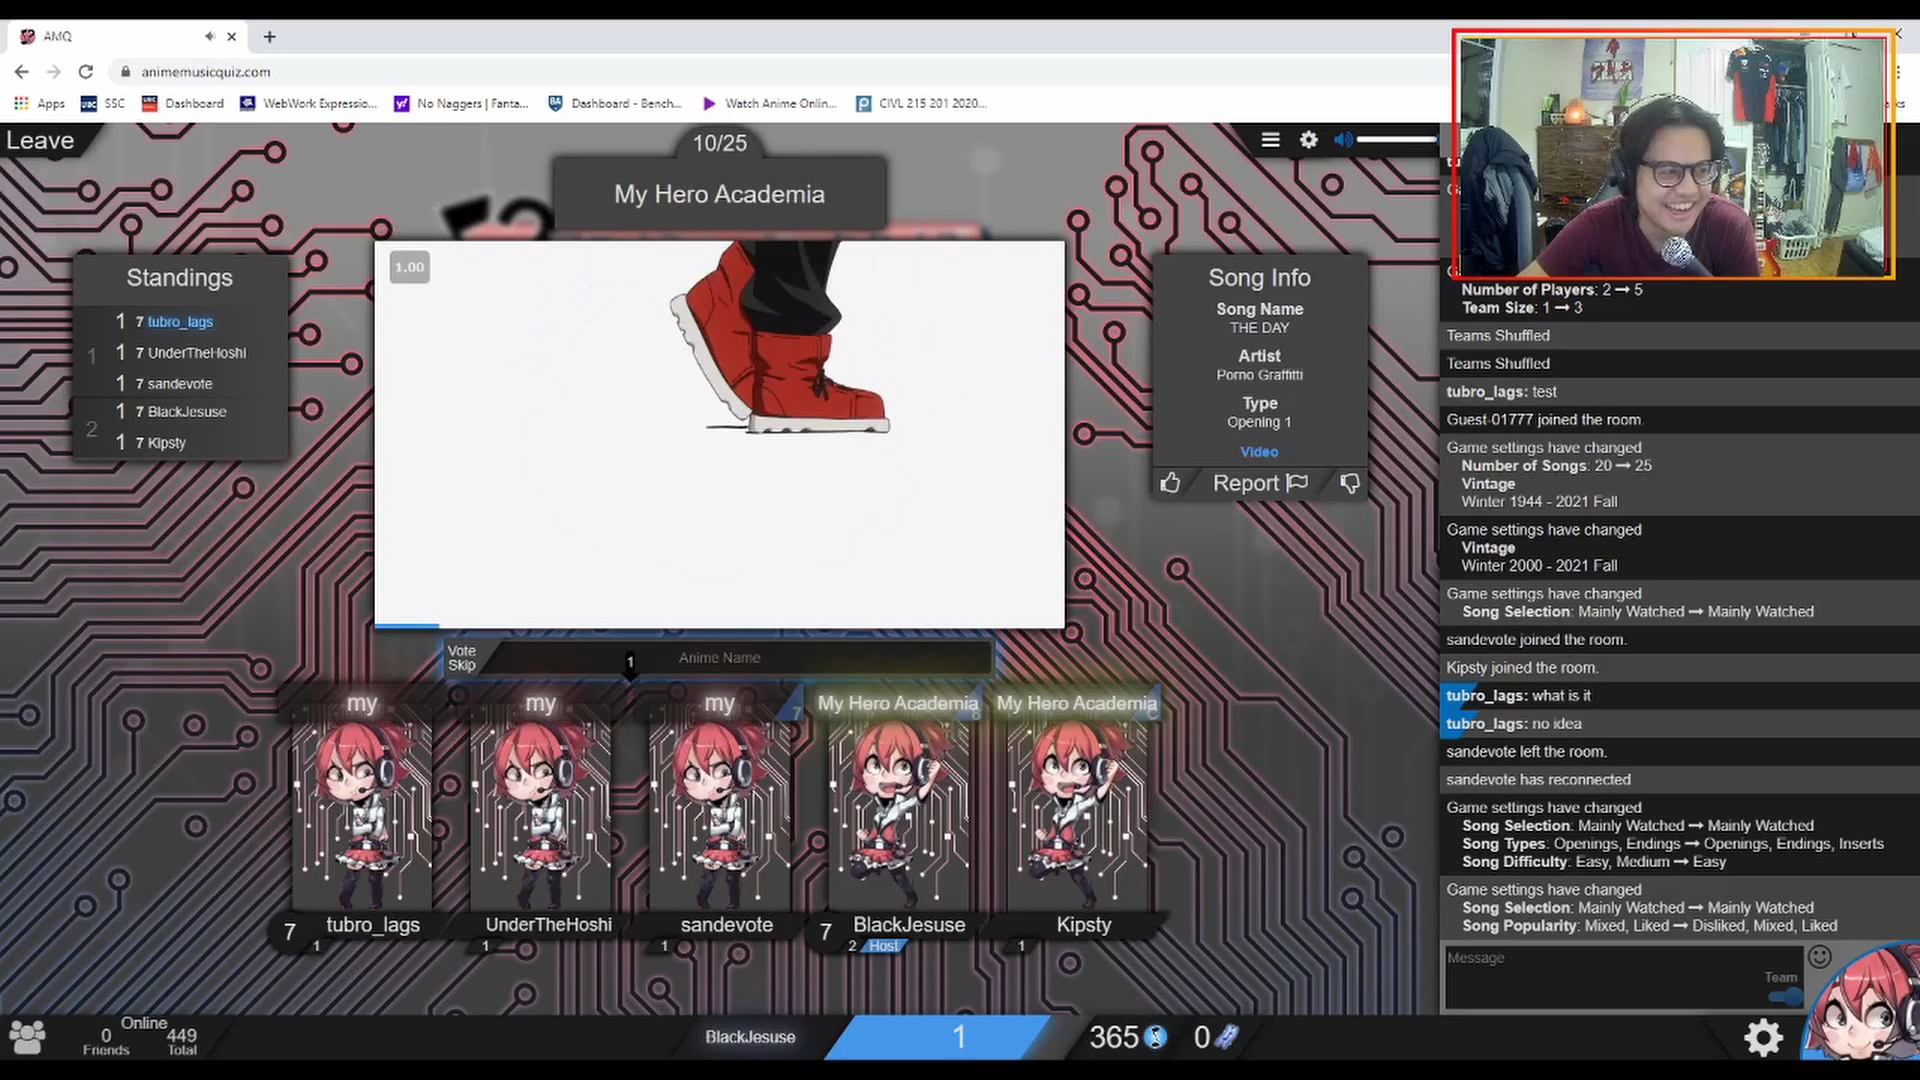 AMQ
animemusicquiz.com
Apps
SSC
Dashboard
WebWork Expressio...
No Naggers | Fanta...
Dashboard - Bench...
Watch Anime Onlin...
CIVL 215 201 2020...
Leave
10/25
My Hero Academia
1.00
Standings
1
1 7 tubro_lags
1 7 UnderTheHoshi
1 7 sandevote
2
1 7 BlackJesuse
1 7 Kipsty
Song Info
Song Name
THE DAY
Artist
Porno Graffitti
Type
Opening 1
Video
Report
Vote
Skip
1
Anime Name
my
my
my
7
My Hero Academia
My Hero Academia
7
tubro_lags
1
UnderTheHoshi
1
sandevote
1
7
BlackJesuse
2 Host
Kipsty
1
Number of Players: 2 → 5
Team Size: 1 → 3
Teams Shuffled
Teams Shuffled
tubro_lags: test
Guest-01777 joined the room.
Game settings have changed
Number of Songs: 20 → 25
Vintage
Winter 1944 - 2021 Fall
Game settings have changed
Vintage
Winter 2000 - 2021 Fall
Game settings have changed
Song Selection: Mainly Watched → Mainly Watched
sandevote joined the room.
Kipsty joined the room.
tubro_lags: what is it
tubro_lags: no idea
sandevote left the room.
sandevote has reconnected
Game settings have changed
Song Selection: Mainly Watched → Mainly Watched
Song Types: Openings, Endings → Openings, Endings, Inserts
Song Difficulty: Easy, Medium → Easy
Game settings have changed
Song Selection: Mainly Watched → Mainly Watched
Song Popularity: Mixed, Liked → Disliked, Mixed, Liked
Message
Team
Online
0
Friends
449
Total
BlackJesuse
1
365
0